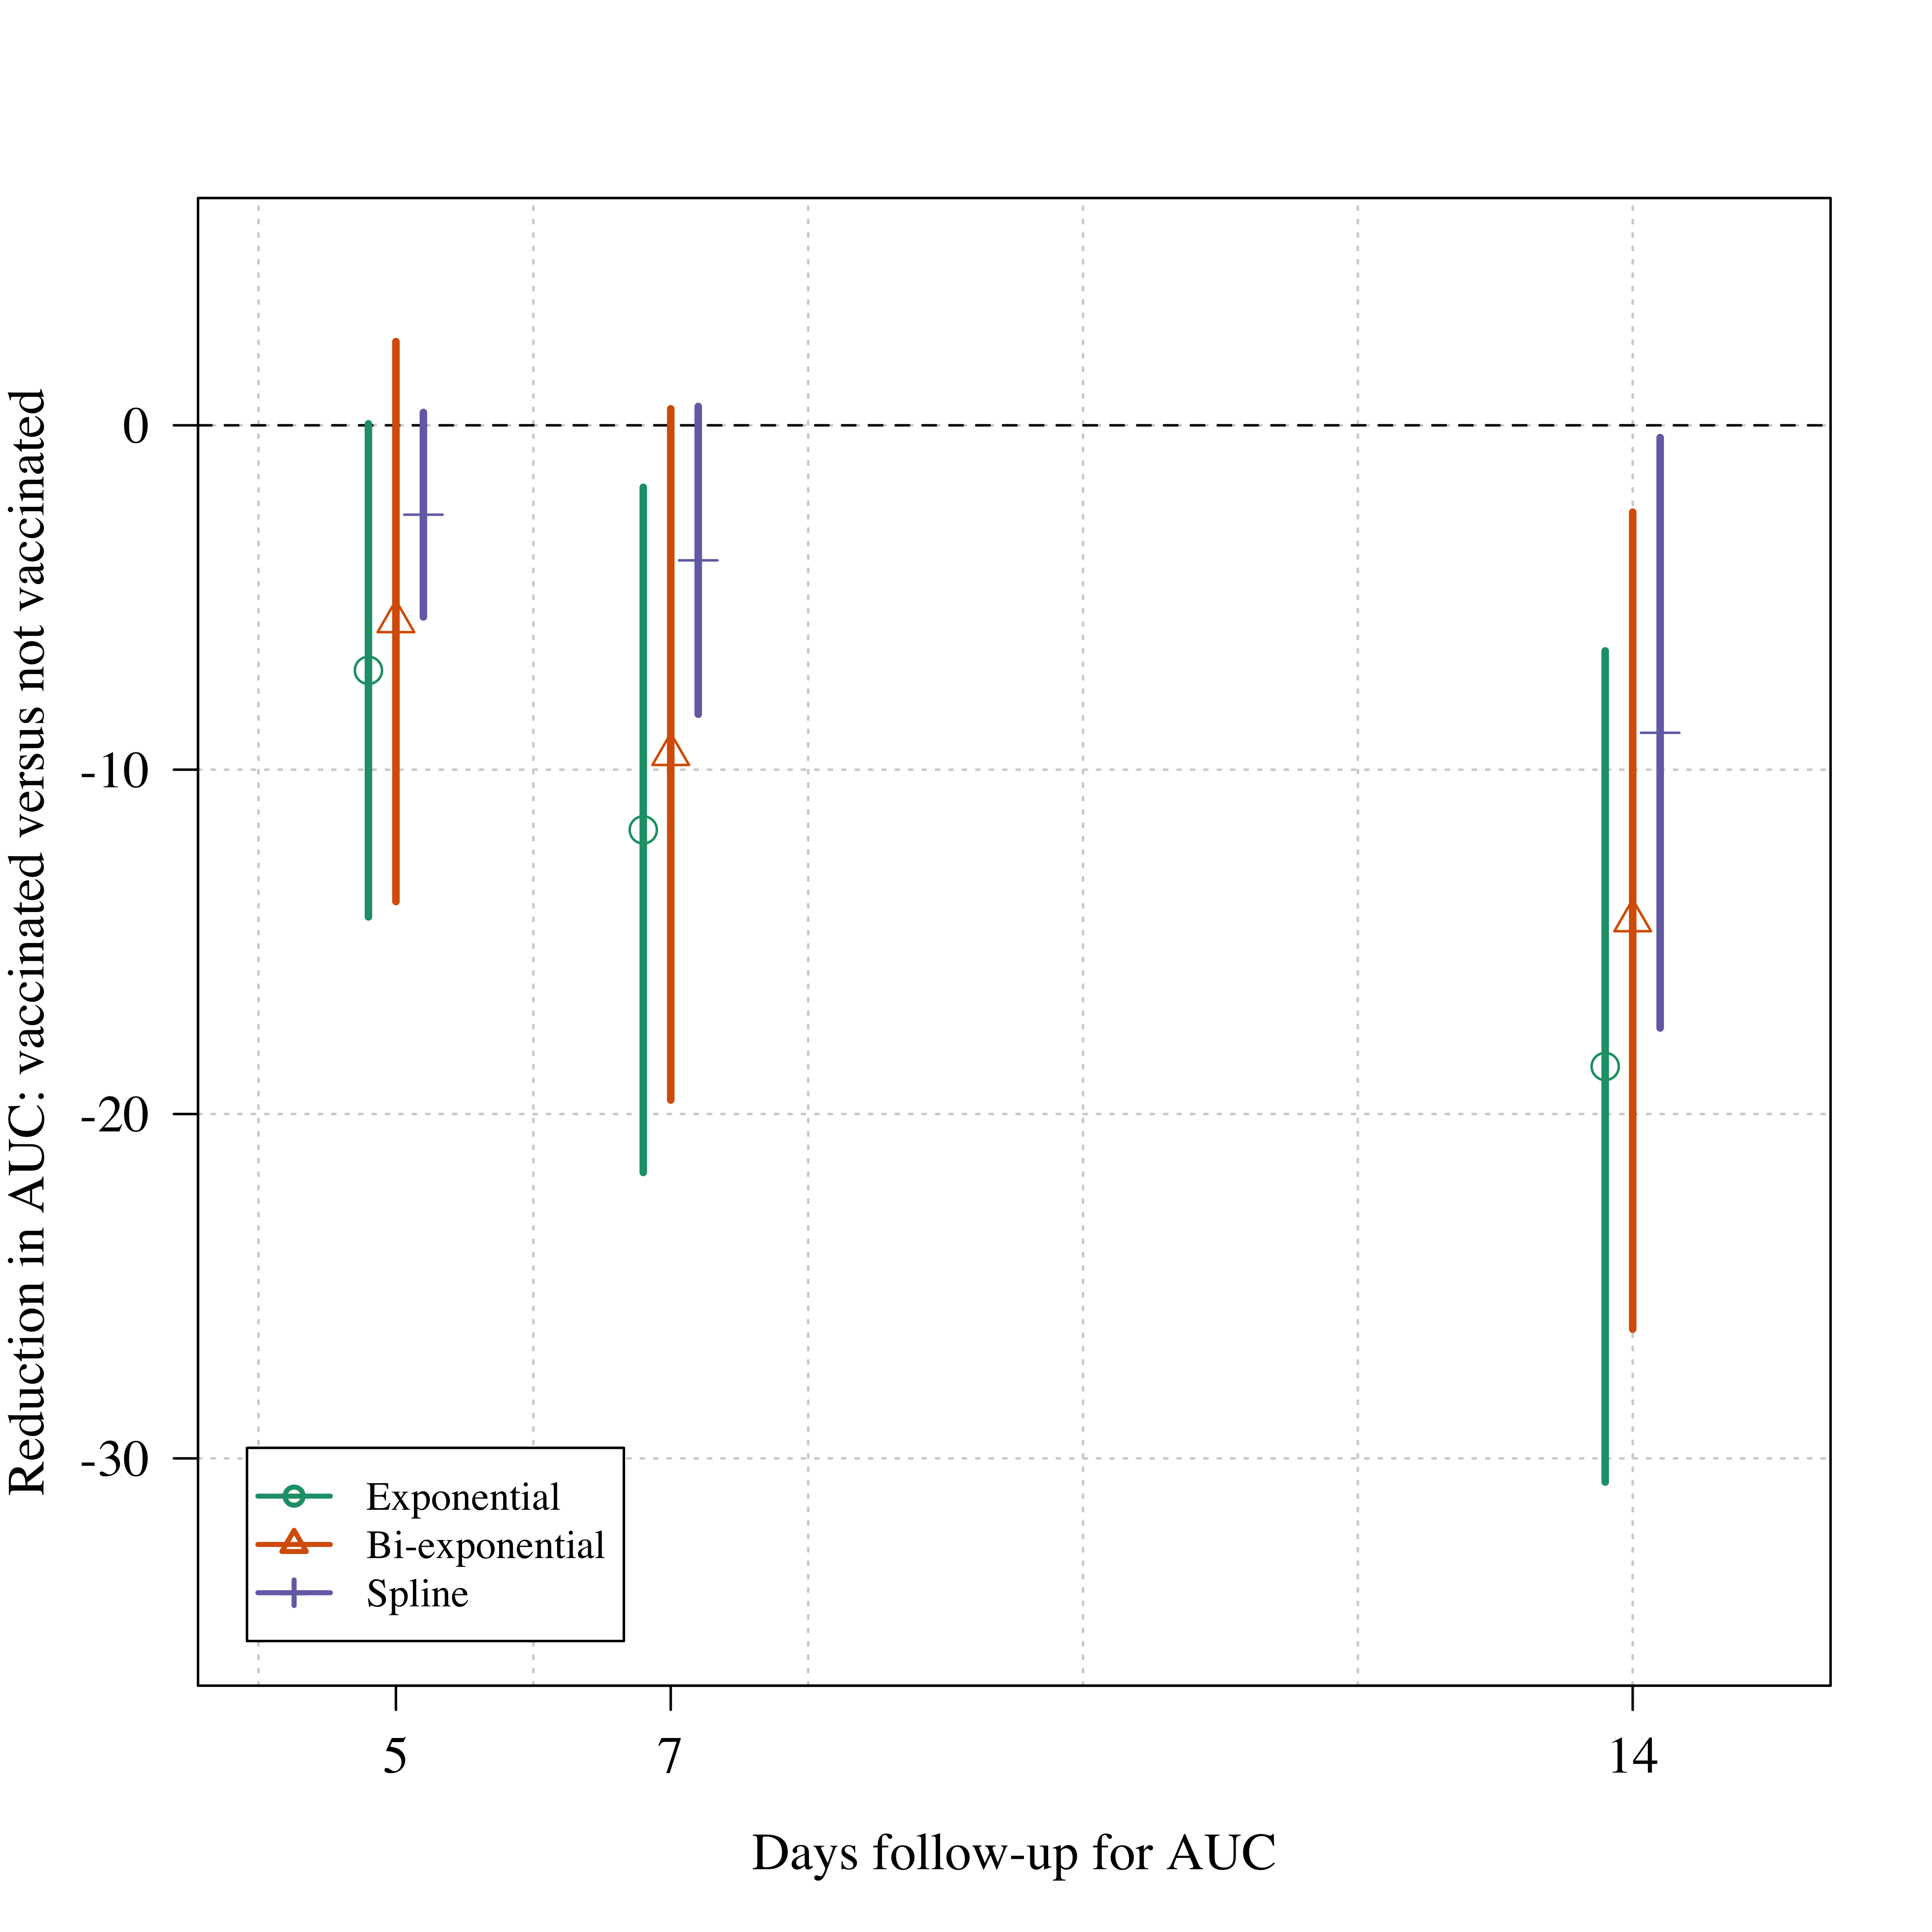 Reduction in AUC: vaccinated versus not vaccinated
0
-10
-20
-30
Exponential
Bi-exponential
Spline
5
7
14
Days follow-up for AUC